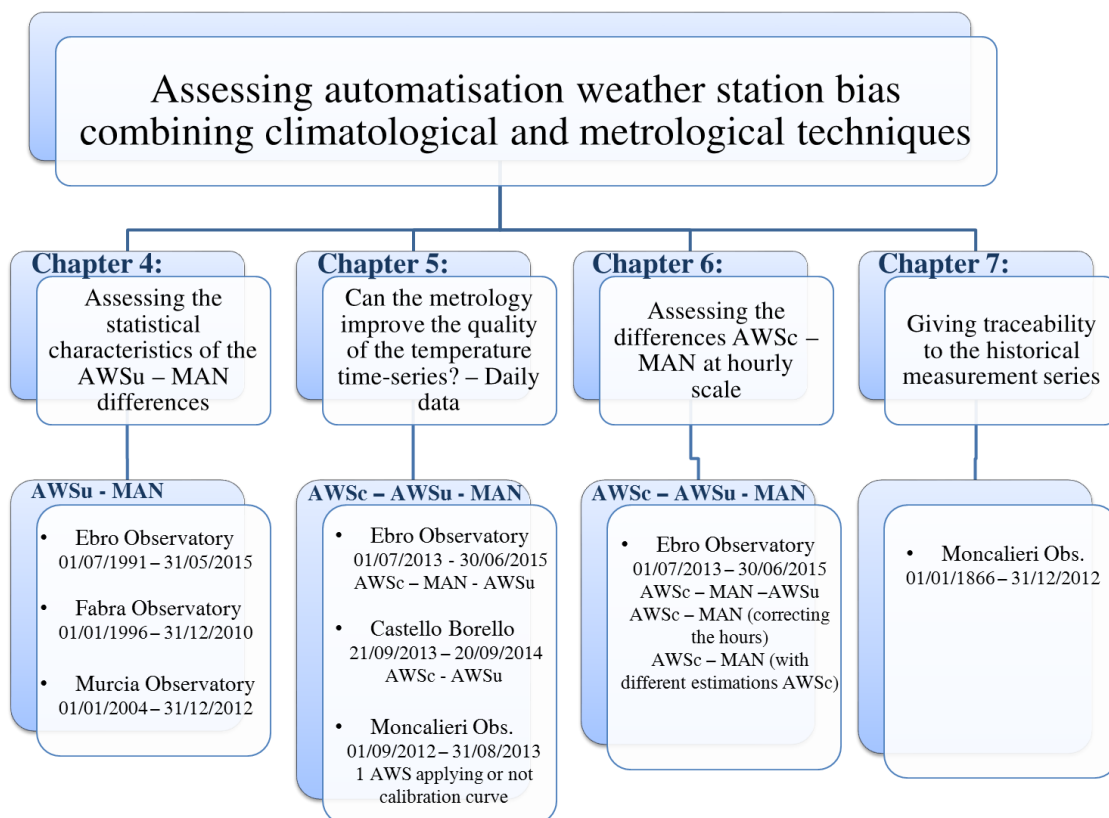 Assessing automatisation weather station bias
combining climatological and metrological techniques
Chapter 4:
Assessing the
statistical
characteristics of the
AWSu – MAN
differences
Chapter 5:
Can the metrology
improve the quality
of the temperature
time-series? – Daily
data
Chapter 6:
Assessing the
differences AWSc –
MAN at hourly
scale
Chapter 7:
Giving traceability
to the historical
measurement series
AWSu - MAN
• Ebro Observatory
01/07/1991 – 31/05/2015
• Fabra Observatory
01/01/1996 – 31/12/2010
• Murcia Observatory
01/01/2004 – 31/12/2012
AWSc – AWSu - MAN
• Ebro Observatory
01/07/2013 - 30/06/2015
AWSc – MAN - AWSu
• Castello Borello
21/09/2013 – 20/09/2014
AWSc - AWSu
• Moncalieri Obs.
01/09/2012 – 31/08/2013
1 AWS applying or not
calibration curve
AWSc – AWSu - MAN
• Ebro Observatory
01/07/2013 – 30/06/2015
AWSc – MAN –AWSu
AWSc – MAN (correcting
the hours)
AWSc – MAN (with
different estimations AWSc)
• Moncalieri Obs.
01/01/1866 – 31/12/2012